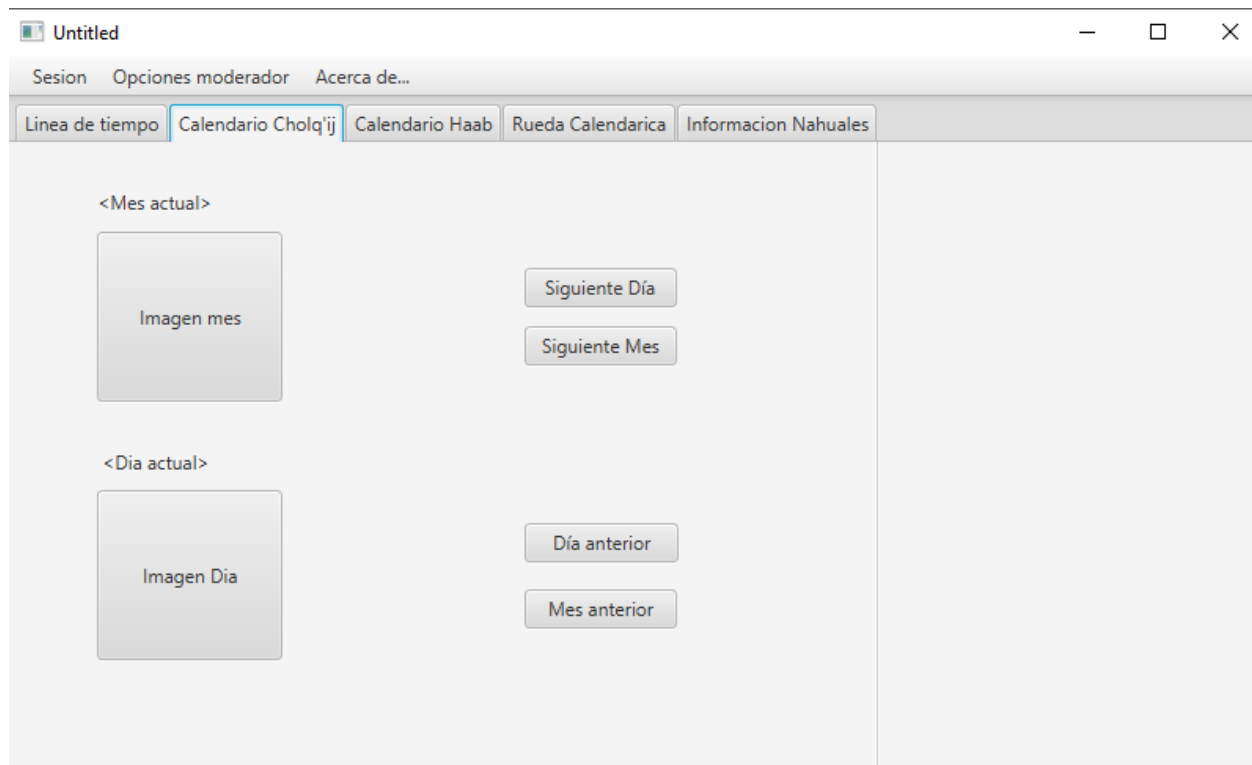 Untitled
Sesion Opciones moderador Acerca de...
Linea de tiempo Calendario Cholq'ij Calendario Haab Rueda Calendarica Informacion Nahuales
<Mes actual>
Imagen mes
Siguiente Día
Siguiente Mes
<Dia actual>
Imagen Dia
Día anterior
Mes anterior